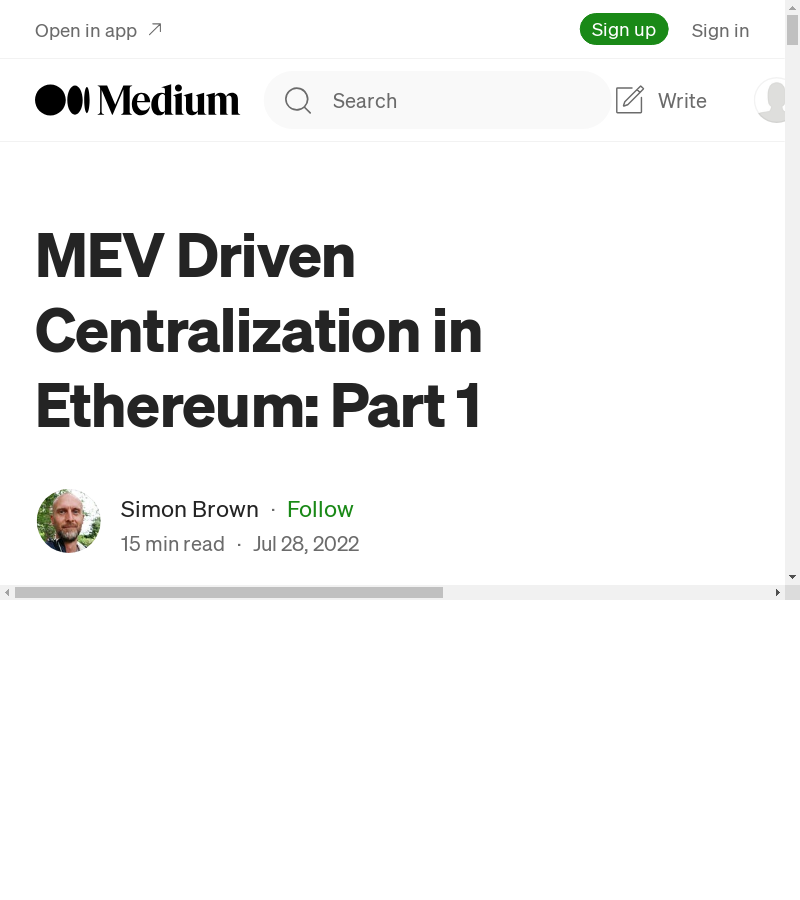 Open in app
Sign up
Sign in
Medium
Search
Write
MEV Driven
Centralization in
Ethereum: Part 1
Simon Brown · Follow
15 min read · Jul 28, 2022